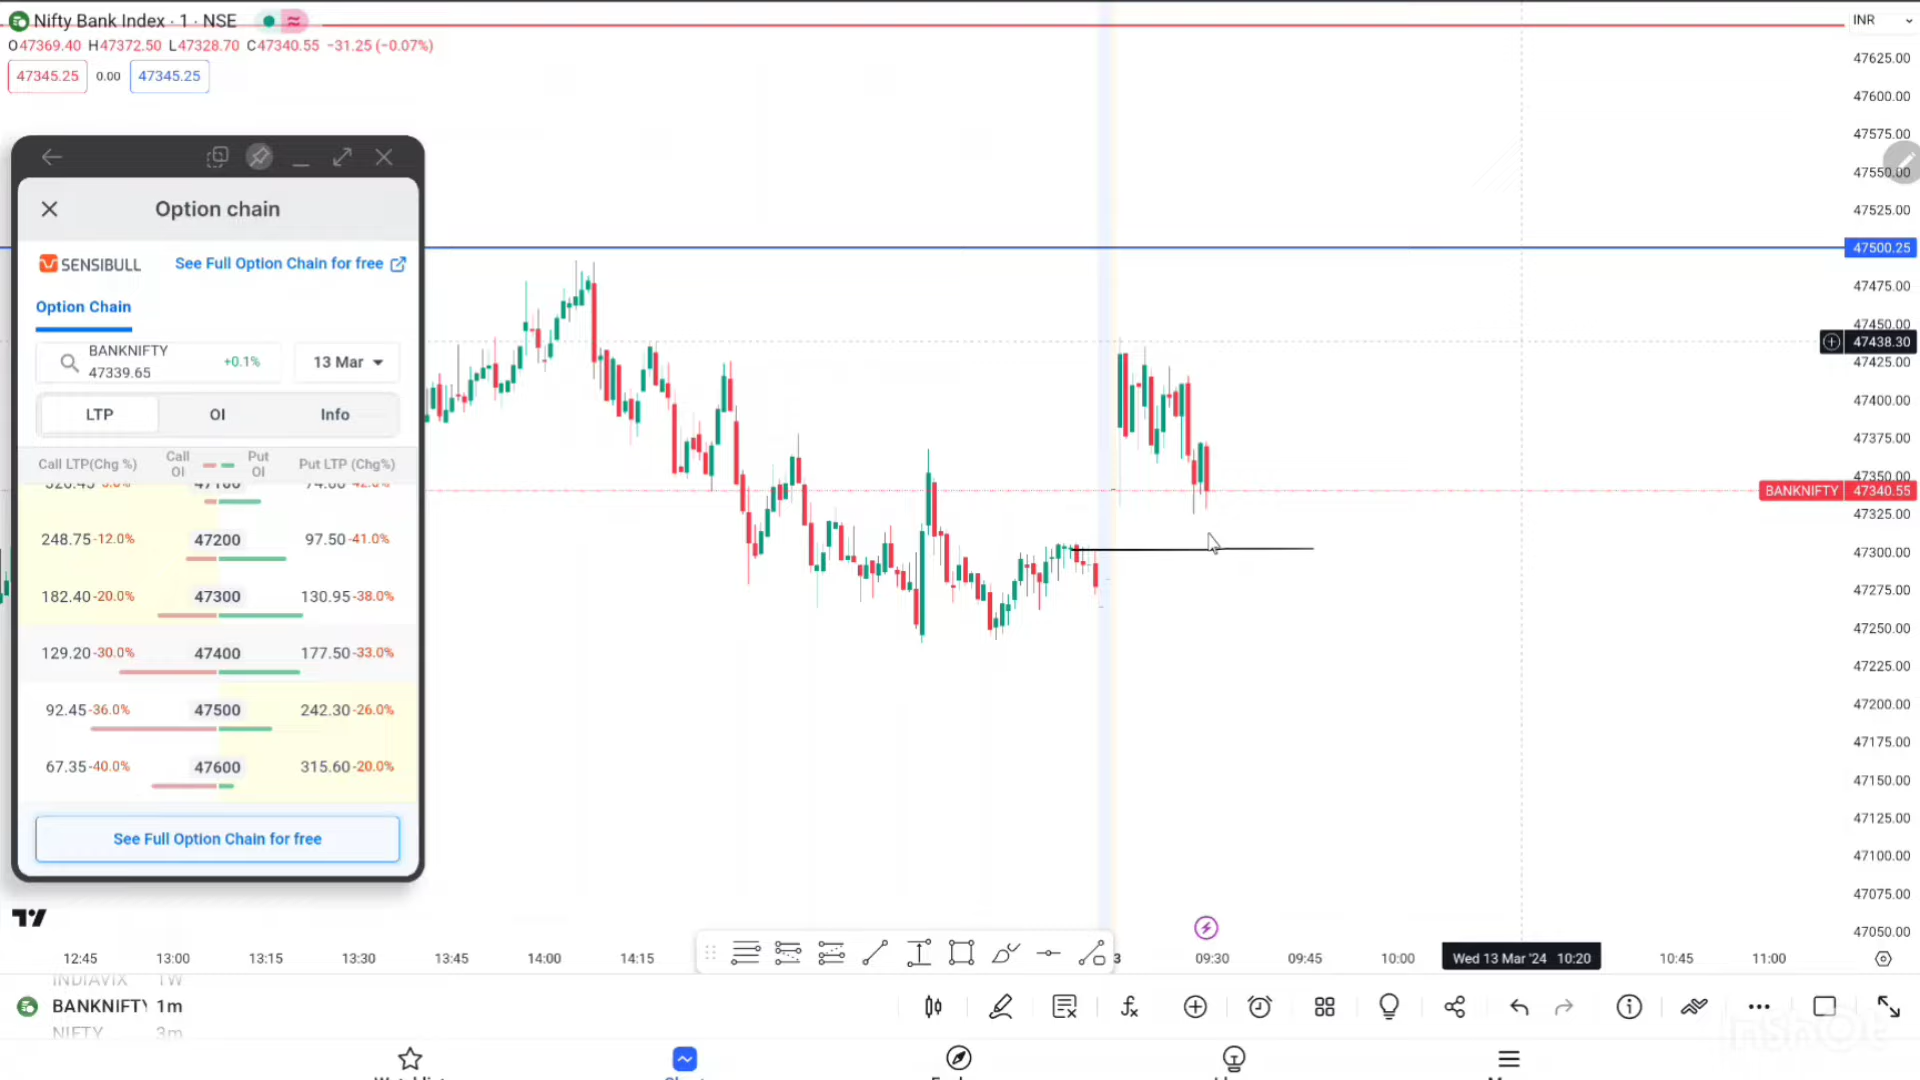 Nifty Bank Index · 1 · NSE
O47369.40 H47372.50 L47328.70 C47340.55 −31.25 (−0.07%)
47345.25 0.00 47345.25
INR
47625.00
47600.00
47575.00
47550.00
47525.00
47500.25
47475.00
47450.00
47438.30
47425.00
47400.00
47375.00
47350.00
BANKNIFTY 47340.55
47325.00
47300.00
47275.00
47250.00
47225.00
47200.00
47175.00
47150.00
47125.00
47100.00
47075.00
47050.00
Option chain
SENSIBULL See Full Option Chain for free
Option Chain
BANKNIFTY
47339.65 +0.1% 13 Mar
LTP OI Info
Call LTP(Chg %) Call OI Put OI Put LTP (Chg%)
47100
248.75 -12.0% 47200 97.50 -41.0%
182.40 -20.0% 47300 130.95 -38.0%
129.20 -30.0% 47400 177.50 -33.0%
92.45 -36.0% 47500 242.30 -26.0%
67.35 -40.0% 47600 315.60 -20.0%
See Full Option Chain for free
12:45 13:00 13:15 13:30 13:45 14:00 14:15 09:30 09:45 10:00 Wed 13 Mar '24 10:20 10:45 11:00
INDIAVIX 1W
BANKNIFTY 1m
NIFTY 3m